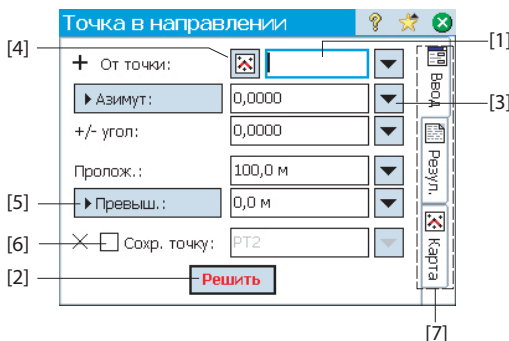 Точка в направлении ?
[4]
[1]
+ От точки:
Ввод
▶Азимут: 0,0000
[3]
+/- угол: 0,0000
Резул.
Пролож.: 100,0 м
[5]
▶Превыш.: 0,0 м
[6]
Сохр. точку: PT2
Карта
[2]
Решить
[7]